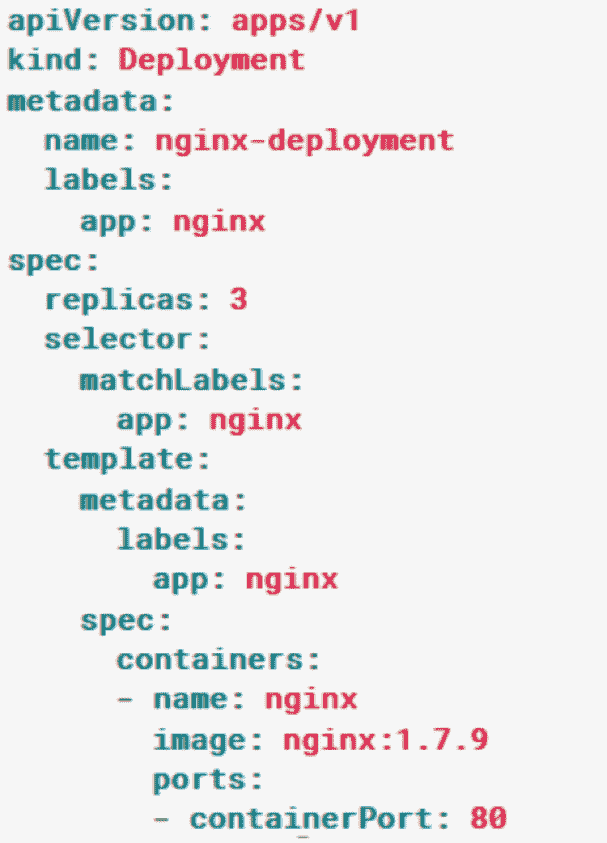 apiVersion: apps/v1
kind: Deployment
metadata:
  name: nginx-deployment
  labels:
    app: nginx
spec:
  replicas: 3
  selector:
    matchLabels:
      app: nginx
  template:
    metadata:
      labels:
        app: nginx
    spec:
      containers:
      - name: nginx
        image: nginx:1.7.9
        ports:
        - containerPort: 80